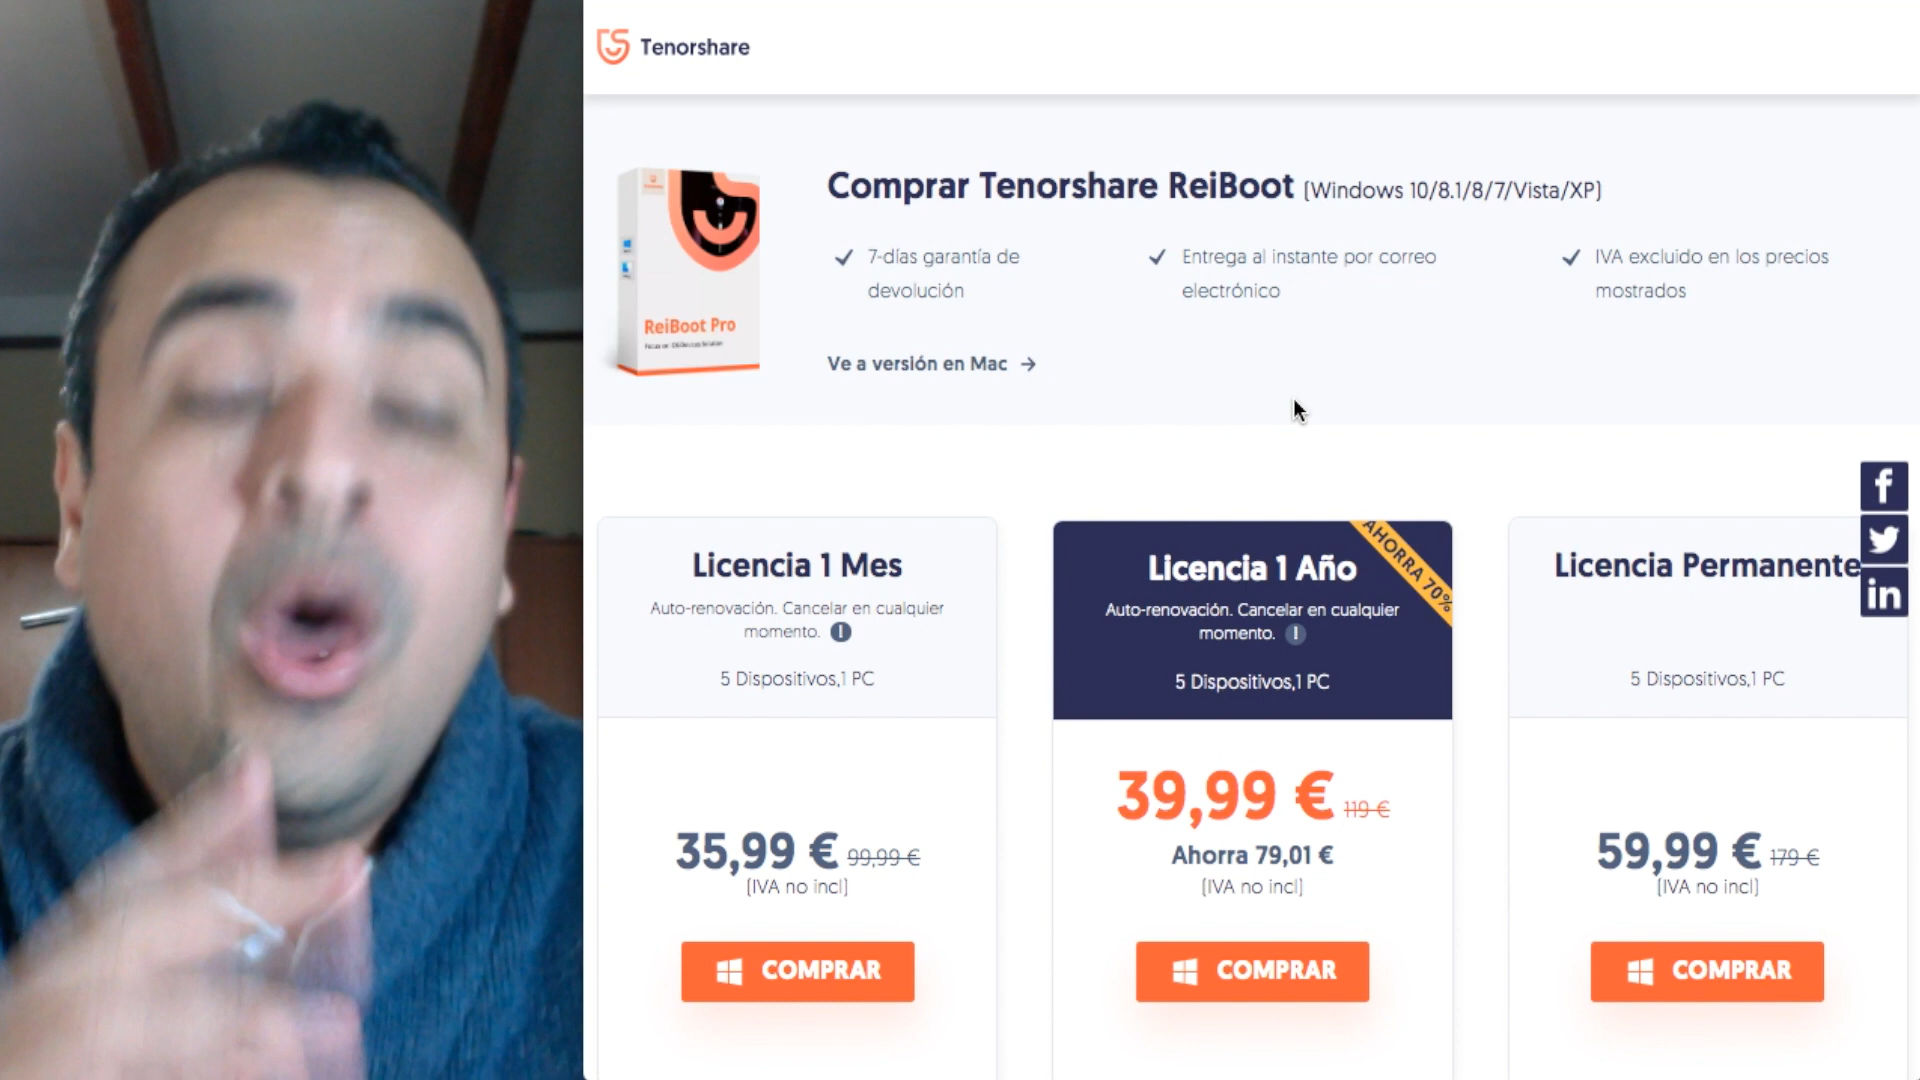 Tenorshare
Comprar Tenorshare ReiBoot (Windows 10/8.1/8/7/Vista/XP)
7-días garantía de
devolución
Entrega al instante por correo
electrónico
IVA excluido en los precios
mostrados
Ve a versión en Mac →
ReiBoot Pro
Licencia 1 Mes
Auto-renovación. Cancelar en cualquier
momento.
5 Dispositivos,1 PC
35,99 € 99,99 €
(IVA no incl)
COMPRAR
AHORRA 70%
Licencia 1 Año
Auto-renovación. Cancelar en cualquier
momento.
5 Dispositivos,1 PC
39,99 € 119 €
Ahorra 79,01 €
(IVA no incl)
COMPRAR
Licencia Permanente
5 Dispositivos,1 PC
59,99 € 179 €
(IVA no incl)
COMPRAR
f
in